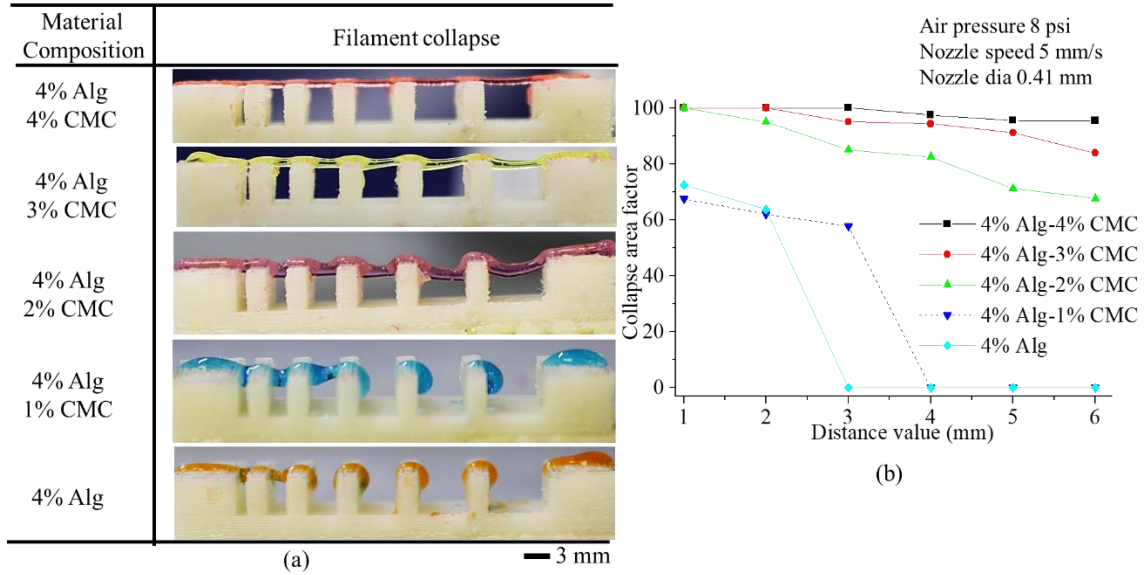 Material
Composition
Filament collapse
4% Alg
4% CMC
4% Alg
3% CMC
4% Alg
2% CMC
4% Alg
1% CMC
4% Alg
(a)
3 mm
Air pressure 8 psi
Nozzle speed 5 mm/s
Nozzle dia 0.41 mm
Collapse area factor
100
80
60
40
20
0
4% Alg-4% CMC
4% Alg-3% CMC
4% Alg-2% CMC
4% Alg-1% CMC
4% Alg
1 2 3 4 5 6
Distance value (mm)
(b)